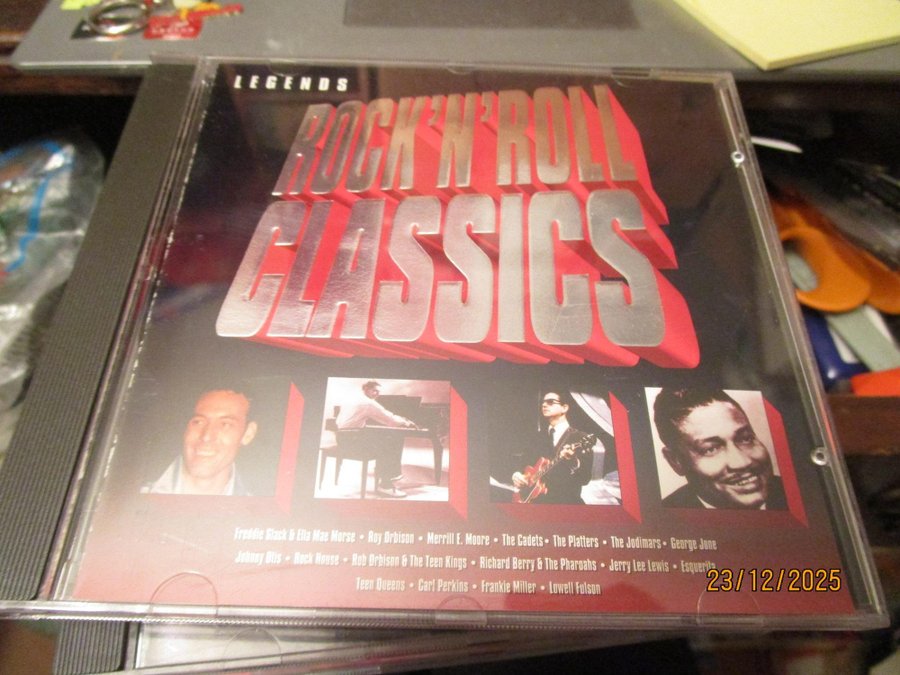 LEGENDS
ROCK'N'ROLL
CLASSICS
Freddie Slack & Ella Mae Morse • Roy Orbison • Merrill E. Moore • The Cadets • The Platters • The Jodimars • George Jone
Johnny Otis • Rock House • Rob Orbison & The Teen Kings • Richard Berry & The Pharoahs • Jerry Lee Lewis • Esquerita
Teen Queens • Carl Perkins • Frankie Miller • Lowell Fulson
23/12/2025